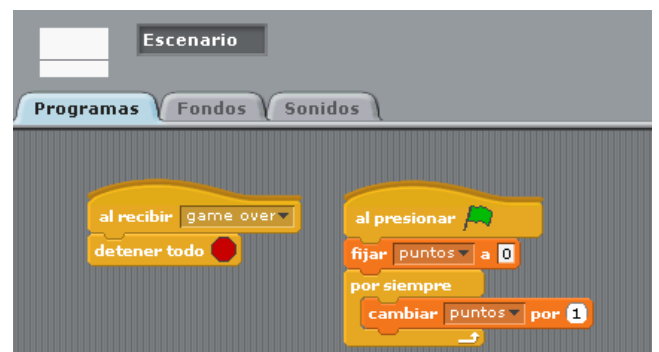 Escenario
Programas Fondos Sonidos
al recibir game over
detener todo
al presionar
fijar puntos a 0
por siempre
cambiar puntos por 1